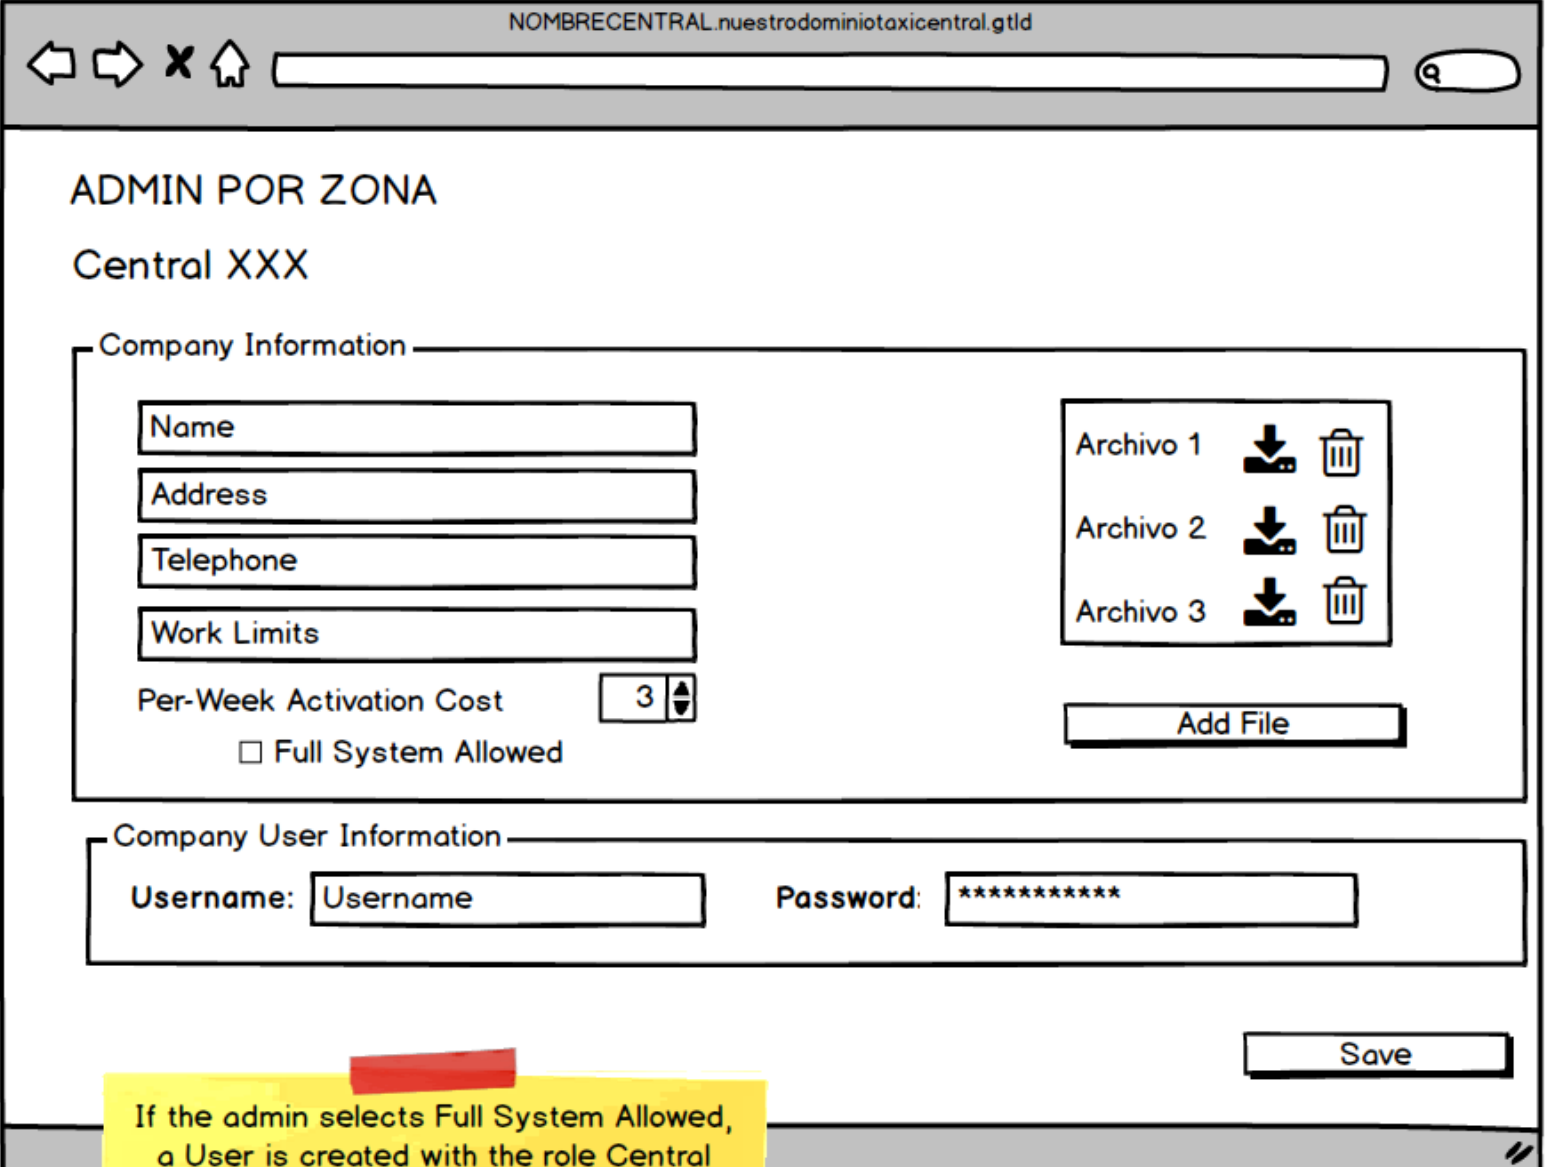 NOMBRECENTRAL.nuestrodominiotaxicentral.gtld
ADMIN POR ZONA
Central XXX
Company Information
Name
Address
Telephone
Work Limits
Per-Week Activation Cost 3
Full System Allowed
Archivo 1
Archivo 2
Archivo 3
Add File
Company User Information
Username: Username Password: ***********
Save
If the admin selects Full System Allowed,
a User is created with the role Central